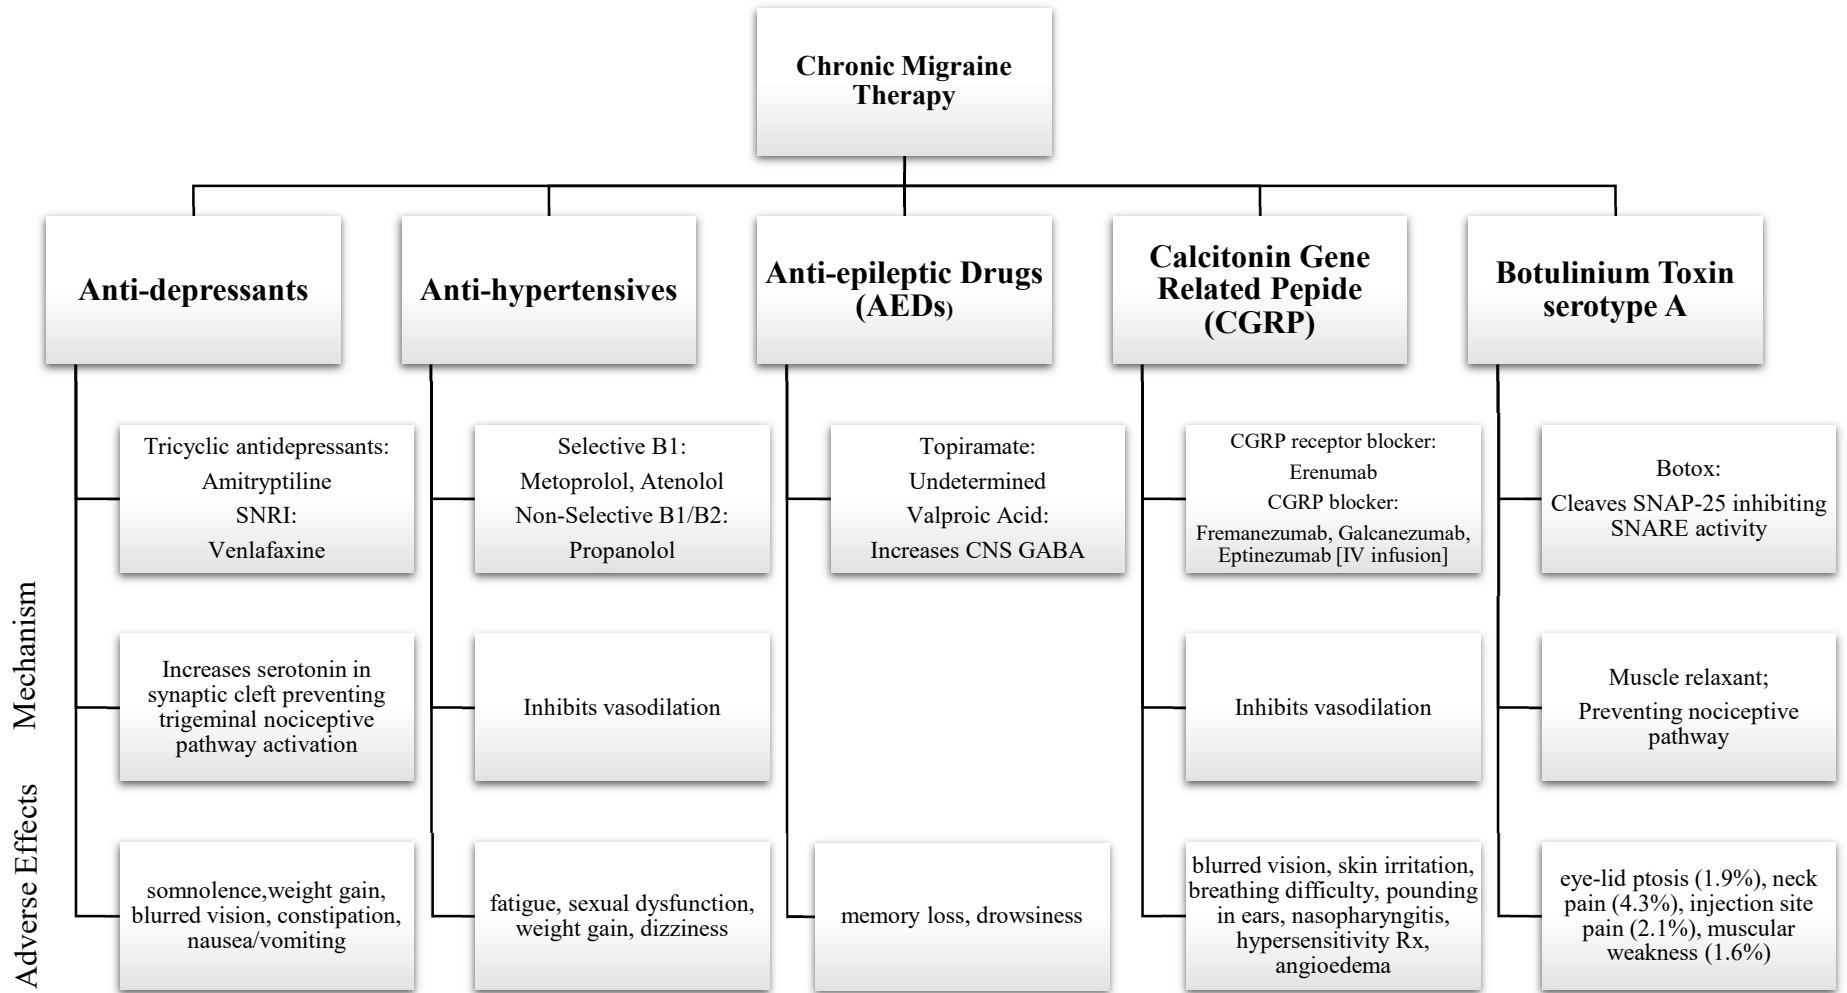 Chronic Migraine
Therapy
Anti-depressants
Anti-hypertensives
Anti-epileptic Drugs
(AEDs)
Calcitonin Gene
Related Pepide
(CGRP)
Botulinium Toxin
serotype A
Tricyclic antidepressants:
Amitryptiline
SNRI:
Venlafaxine
Selective B1:
Metoprolol, Atenolol
Non-Selective B1/B2:
Propanolol
Topiramate:
Undetermined
Valproic Acid:
Increases CNS GABA
CGRP receptor blocker:
Erenumab
CGRP blocker:
Fremanezumab, Galcanezumab,
Eptinezumab [IV infusion]
Botox:
Cleaves SNAP-25 inhibiting
SNARE activity
Mechanism
Increases serotonin in
synaptic cleft preventing
trigeminal nociceptive
pathway activation
Inhibits vasodilation
Inhibits vasodilation
Muscle relaxant;
Preventing nociceptive
pathway
Adverse Effects
somnolence,weight gain,
blurred vision, constipation,
nausea/vomiting
fatigue, sexual dysfunction,
weight gain, dizziness
memory loss, drowsiness
blurred vision, skin irritation,
breathing difficulty, pounding
in ears, nasopharyngitis,
hypersensitivity Rx,
angioedema
eye-lid ptosis (1.9%), neck
pain (4.3%), injection site
pain (2.1%), muscular
weakness (1.6%)